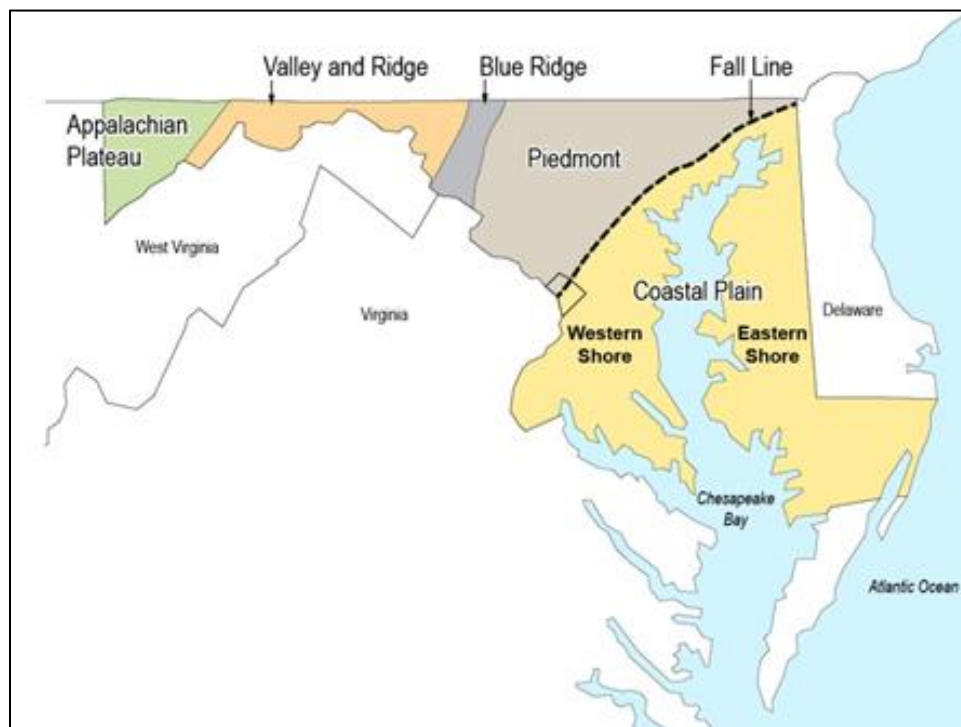 Valley and Ridge
Blue Ridge
Fall Line
Appalachian
Plateau
Piedmont
West Virginia
Virginia
Coastal Plain
Delaware
Western
Shore
Eastern
Shore
Chesapeake
Bay
Atlantic Ocean